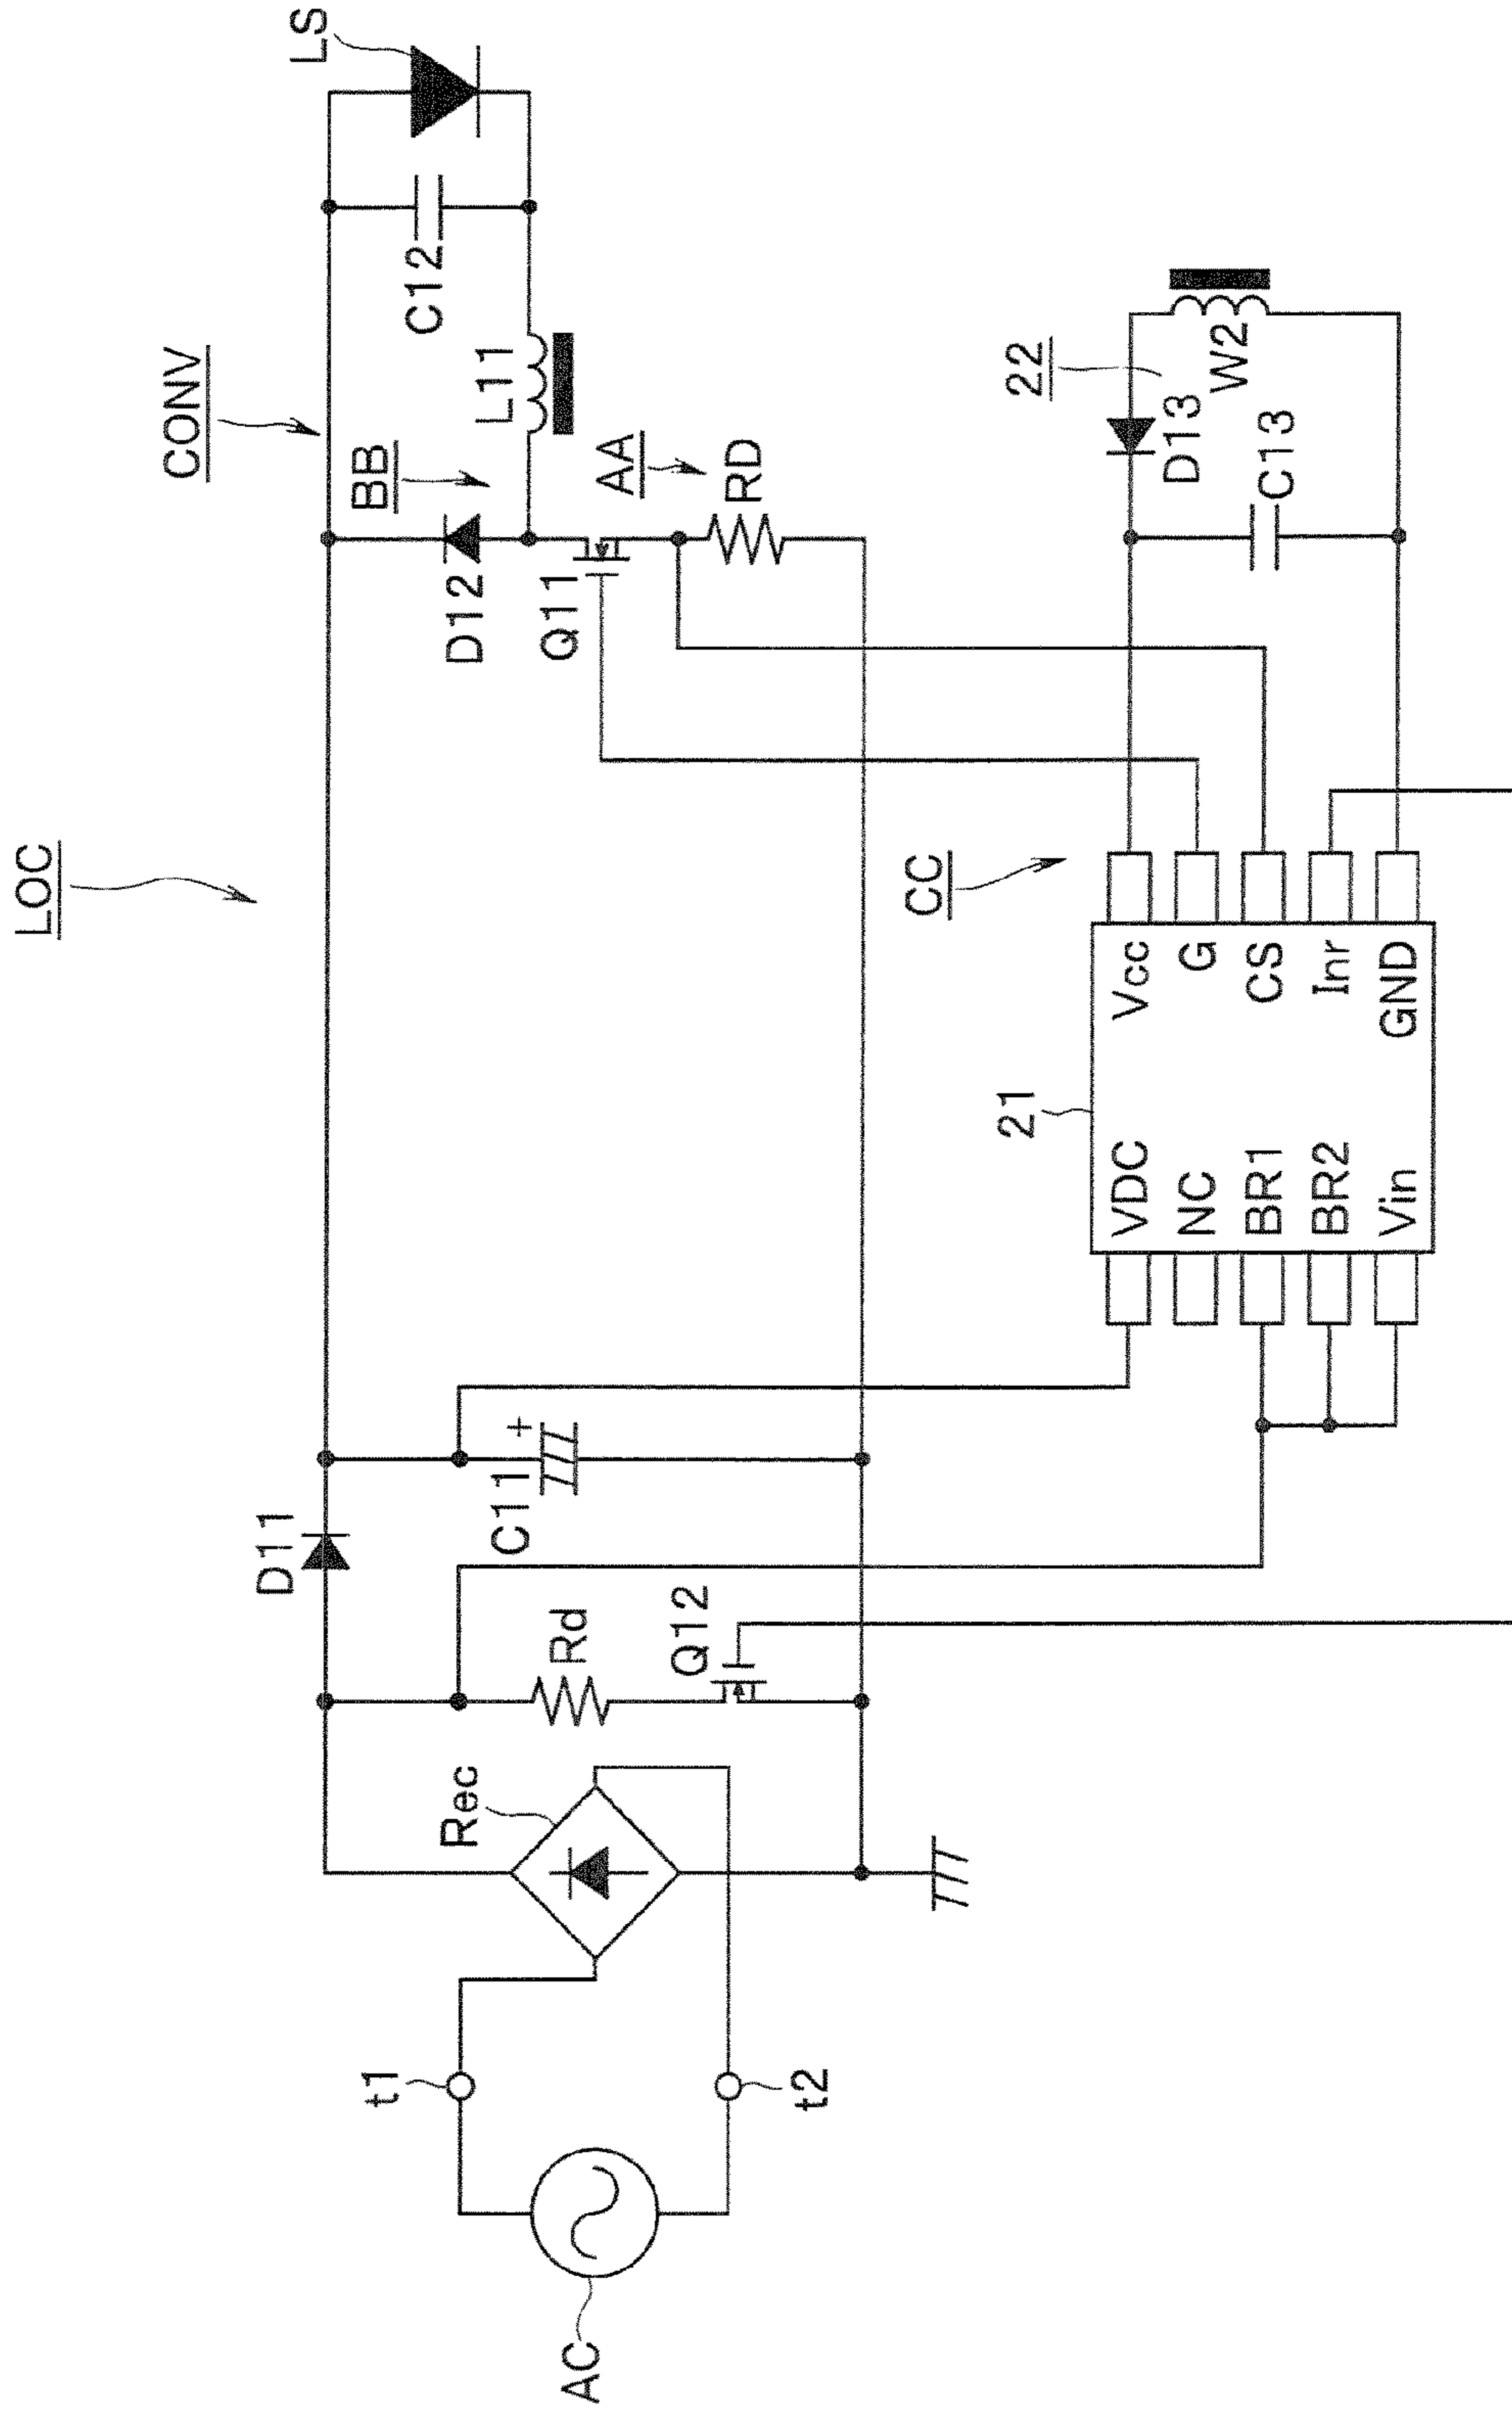 LOC
CONV
LS
BB
D11
C12
L11
D12
AA
Rec
Rd
C11
+
Q11
RD
t1
Q12
AC
t2
CC
22
21
D13
W2
C13
VDC
Vcc
NC
G
BR1
CS
BR2
Inr
Vin
GND